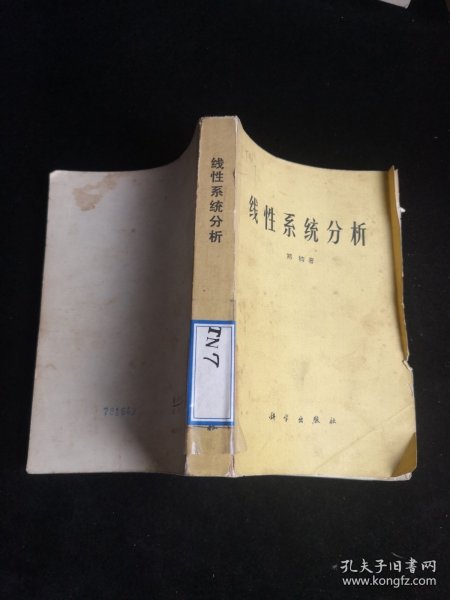 线性系统分析
TN7
线性系统分析
郑 钧 著
科学出版社
孔夫子旧书网
www.kongfz.com